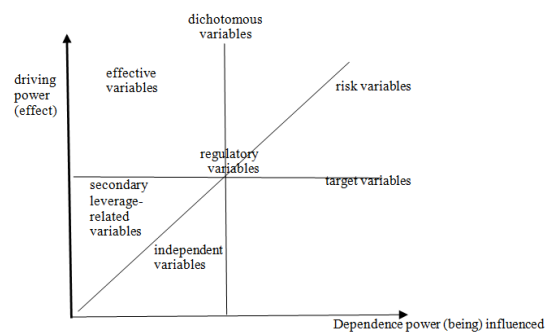 dichotomous
variables
driving
power
(effect)
effective
variables
risk variables
regulatory
variables
secondary
leverage-
related
variables
target variables
independent
variables
Dependence power (being) influenced